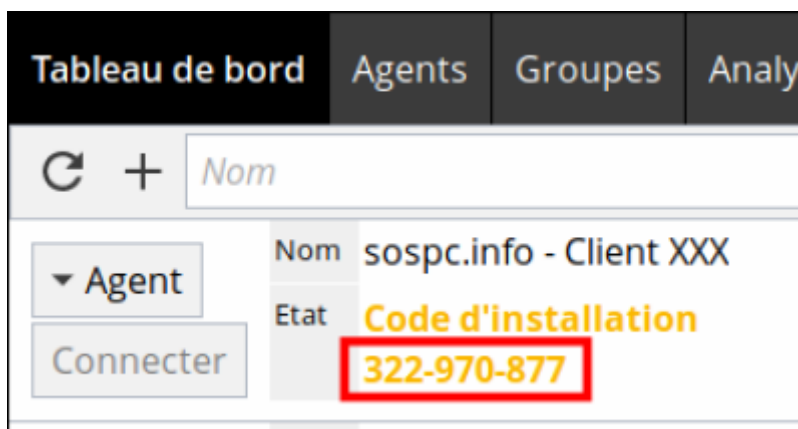 Tableau de bord Agents Groupes Analy
Nom
Nom sospc.info - Client XXX
Agent
Etat Code d'installation
Connecter 322-970-877